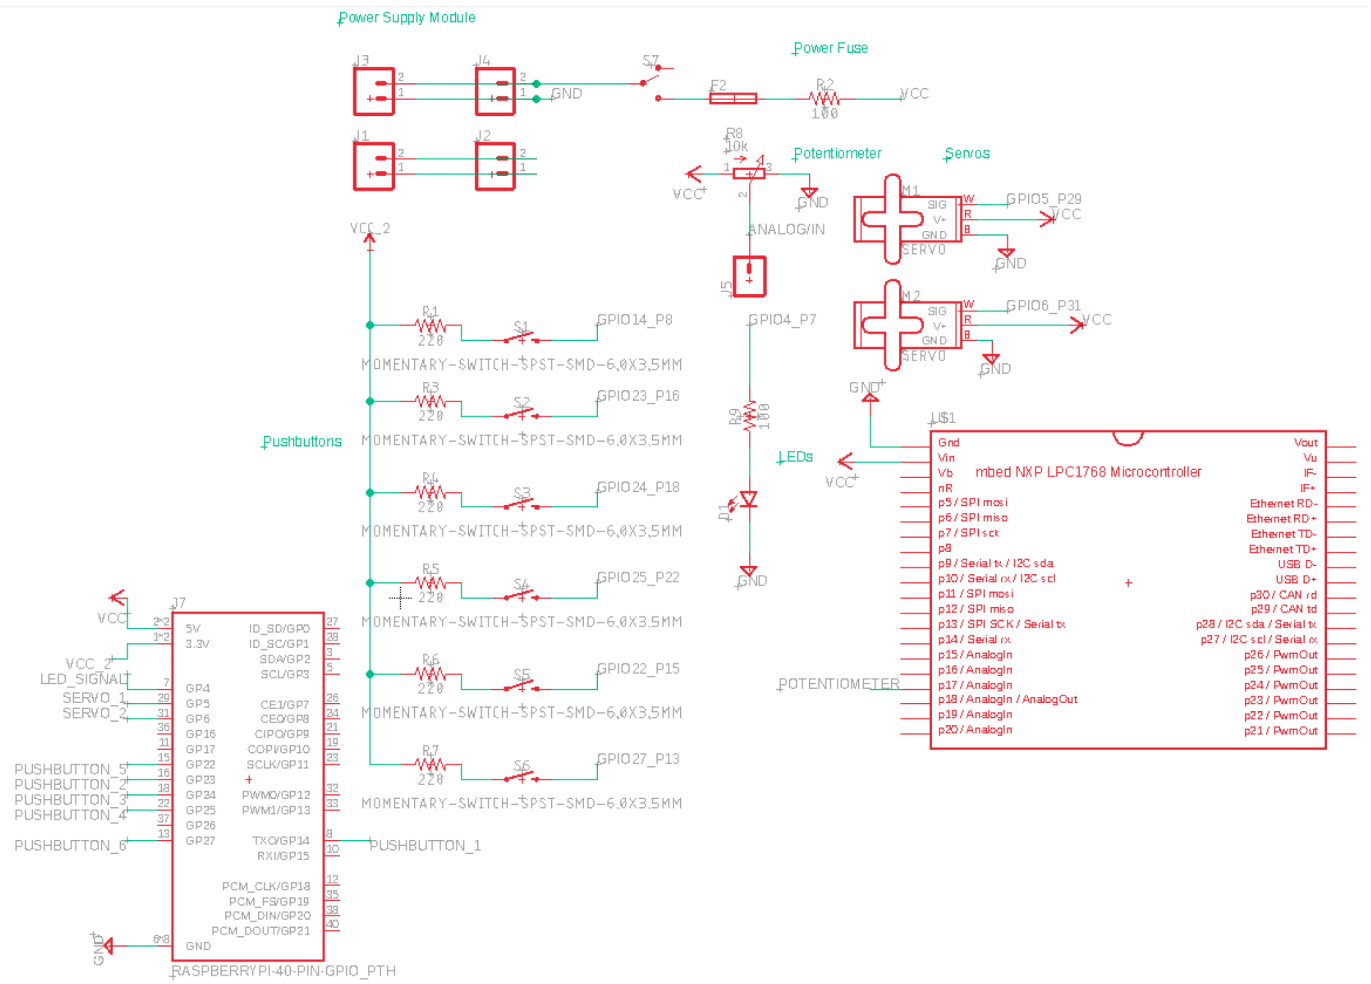 Power Supply Module
Power Fuse
J3
2
1
J4
2
1
GND
S7
F2
R2
100
VCC
J1
2
1
J2
2
1
R8
10k
1
3
2
VCC
GND
Potentiometer
Servos
ANALOG/IN
J5
M1
SIG
V+
GND
SERVO
W
R
B
GPIO5_P29
VCC
GND
M2
SIG
V+
GND
SERVO
W
R
B
GPIO6_P31
VCC
GND
VCC_2
R1
220
S1
GPIO14_P8
MOMENTARY-SWITCH-SPST-SMD-6.0X3.5MM
R3
220
S2
GPIO23_P16
MOMENTARY-SWITCH-SPST-SMD-6.0X3.5MM
Pushbuttons
R4
220
S3
GPIO24_P18
MOMENTARY-SWITCH-SPST-SMD-6.0X3.5MM
R5
220
S4
GPIO25_P22
MOMENTARY-SWITCH-SPST-SMD-6.0X3.5MM
R6
220
S5
GPIO22_P15
MOMENTARY-SWITCH-SPST-SMD-6.0X3.5MM
R7
220
S6
GPIO27_P13
MOMENTARY-SWITCH-SPST-SMD-6.0X3.5MM
GPIO4_P7
R9
100
LEDs
D1
GND
GND
VCC
U$1
mbed NXP LPC1768 Microcontroller
Gnd
Vin
Vb
nR
p5 / SPI mosi
p6 / SPI miso
p7 / SPI sck
p8
p9 / Serial tx / I2C sda
p10 / Serial rx / I2C scl
p11 / SPI mosi
p12 / SPI miso
p13 / SPI SCK / Serial tx
p14 / Serial rx
p15 / AnalogIn
p16 / AnalogIn
p17 / AnalogIn
p18 / AnalogIn / AnalogOut
p19 / AnalogIn
p20 / AnalogIn
Vout
Vu
IF-
IF+
Ethernet RD-
Ethernet RD+
Ethernet TD-
Ethernet TD+
USB D-
USB D+
p30 / CAN rd
p29 / CAN td
p28 / I2C sda / Serial tx
p27 / I2C scl / Serial rx
p26 / PwmOut
p25 / PwmOut
p24 / PwmOut
p23 / PwmOut
p22 / PwmOut
p21 / PwmOut
POTENTIOMETER
J7
VCC
VCC_2
LED_SIGNAL
SERVO_1
SERVO_2
PUSHBUTTON_5
PUSHBUTTON_2
PUSHBUTTON_3
PUSHBUTTON_4
PUSHBUTTON_6
GND
2*2
1*2
7
29
31
36
11
15
16
18
22
37
13
6*8
5V
3.3V
GP4
GP5
GP6
GP16
GP17
GP22
GP23
GP24
GP25
GP26
GP27
GND
ID_SD/GP0
ID_SC/GP1
SDA/GP2
SCL/GP3
CE1/GP7
CE0/GP8
CIPO/GP9
COPI/GP10
SCLK/GP11
PWM0/GP12
PWM1/GP13
TXO/GP14
RXI/GP15
PCM_CLK/GP18
PCM_FS/GP19
PCM_DIN/GP20
PCM_DOUT/GP21
27
28
3
5
26
24
21
19
23
32
33
8
10
12
35
38
40
PUSHBUTTON_1
RASPBERRYPI-40-PIN-GPIO_PTH